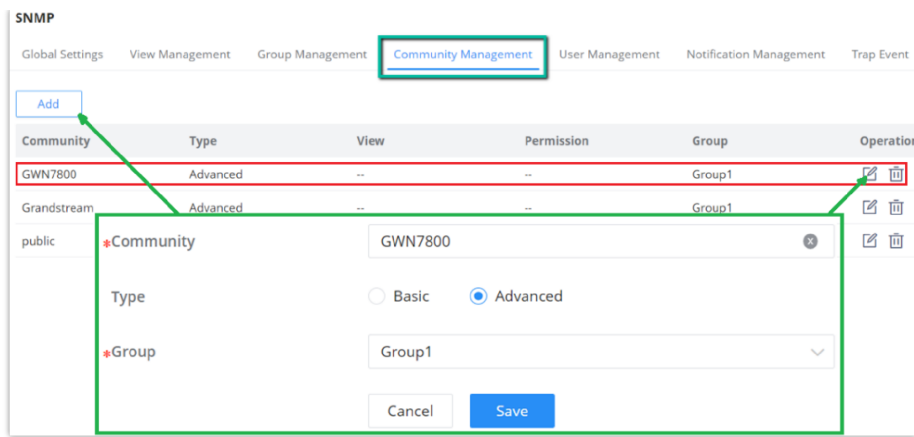 SNMP
Global Settings View Management Group Management Community Management User Management Notification Management Trap Event
Add
Community Type View Permission Group Operation
GWN7800 Advanced -- -- Group1
Grandstream Advanced -- -- Group1
public
*Community GWN7800
Type Basic Advanced
*Group Group1
Cancel Save